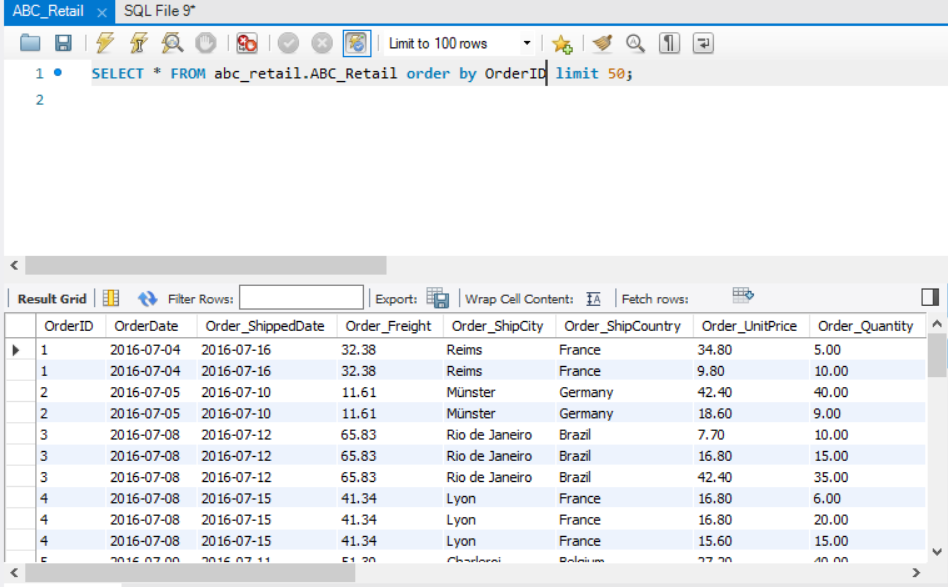 ABC_Retail SQL File 9*
Limit to 100 rows
1 SELECT * FROM abc_retail.ABC_Retail order by OrderID limit 50;
2
Result Grid Filter Rows: Export: Wrap Cell Content: Fetch rows:
OrderID OrderDate Order_ShippedDate Order_Freight Order_ShipCity Order_ShipCountry Order_UnitPrice Order_Quantity
1 2016-07-04 2016-07-16 32.38 Reims France 34.80 5.00
1 2016-07-04 2016-07-16 32.38 Reims France 9.80 10.00
2 2016-07-05 2016-07-10 11.61 Münster Germany 42.40 40.00
2 2016-07-05 2016-07-10 11.61 Münster Germany 18.60 9.00
3 2016-07-08 2016-07-12 65.83 Rio de Janeiro Brazil 7.70 10.00
3 2016-07-08 2016-07-12 65.83 Rio de Janeiro Brazil 16.80 15.00
3 2016-07-08 2016-07-12 65.83 Rio de Janeiro Brazil 42.40 35.00
4 2016-07-08 2016-07-15 41.34 Lyon France 16.80 6.00
4 2016-07-08 2016-07-15 41.34 Lyon France 16.80 20.00
4 2016-07-08 2016-07-15 41.34 Lyon France 15.60 15.00